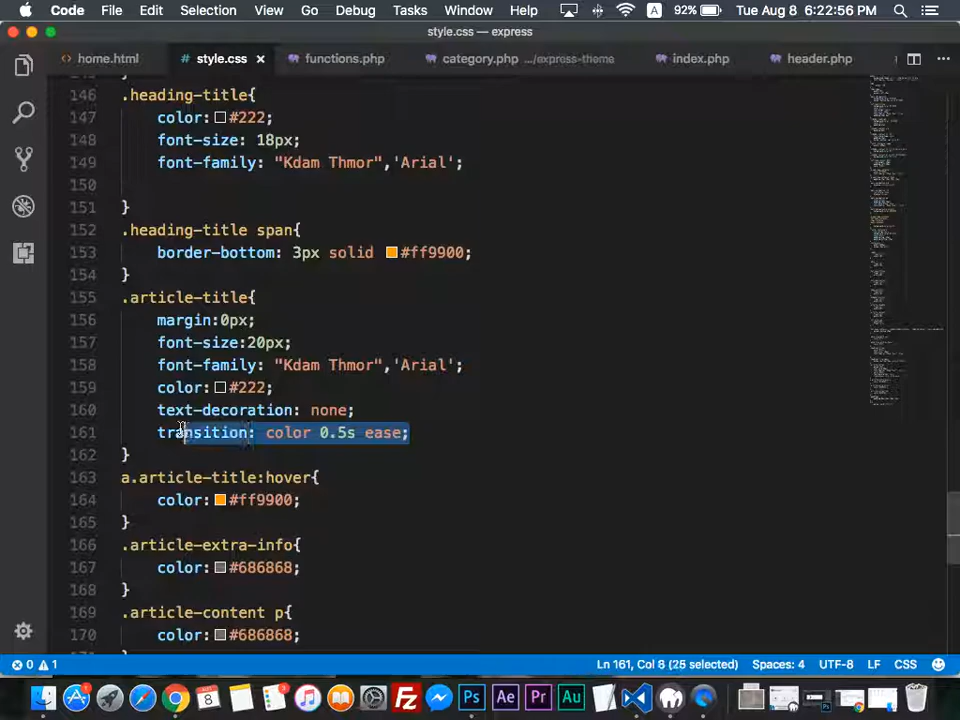 Code File Edit Selection View Go Debug Tasks Window Help A 92% Tue Aug 8 6:22:56 PM
style.css — express
home.html # style.css × functions.php category.php .../express-theme index.php header.php
146 .heading-title{
147 color: #222;
148 font-size: 18px;
149 font-family: "Kdam Thmor",'Arial';
150
151 }
152 .heading-title span{
153 border-bottom: 3px solid #ff9900;
154 }
155 .article-title{
156 margin:0px;
157 font-size:20px;
158 font-family: "Kdam Thmor",'Arial';
159 color: #222;
160 text-decoration: none;
161 transition: color 0.5s ease;
162 }
163 a.article-title:hover{
164 color: #ff9900;
165 }
166 .article-extra-info{
167 color: #686868;
168 }
169 .article-content p{
170 color: #686868;
0 1 Ln 161, Col 8 (25 selected) Spaces: 4 UTF-8 LF CSS
Ps Ae Pr Au